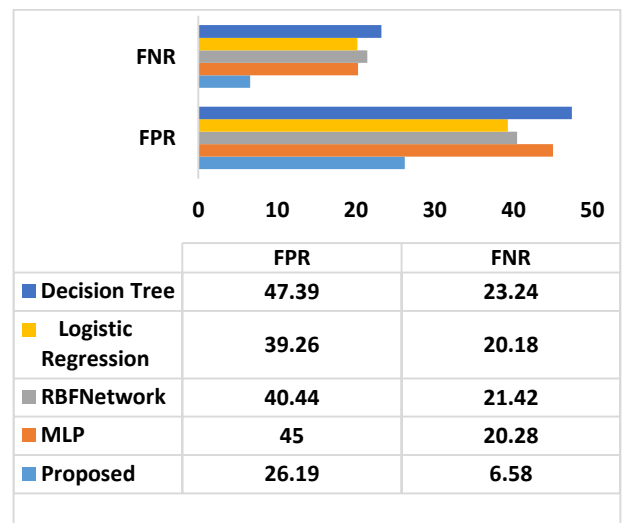 FNR
FPR
0 10 20 30 40 50
FPR FNR
Decision Tree 47.39 23.24
Logistic
Regression 39.26 20.18
RBFNetwork 40.44 21.42
MLP 45 20.28
Proposed 26.19 6.58